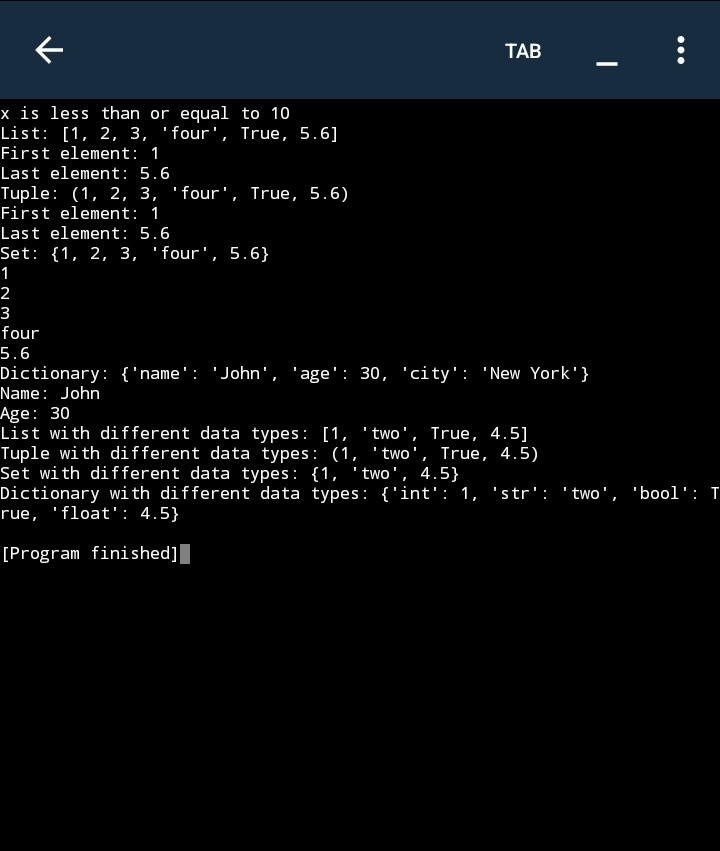 TAB
x is less than or equal to 10
List: [1, 2, 3, 'four', True, 5.6]
First element: 1
Last element: 5.6
Tuple: (1, 2, 3, 'four', True, 5.6)
First element: 1
Last element: 5.6
Set: {1, 2, 3, 'four', 5.6}
1
2
3
four
5.6
Dictionary: {'name': 'John', 'age': 30, 'city': 'New York'}
Name: John
Age: 30
List with different data types: [1, 'two', True, 4.5]
Tuple with different data types: (1, 'two', True, 4.5)
Set with different data types: {1, 'two', 4.5}
Dictionary with different data types: {'int': 1, 'str': 'two', 'bool': T
rue, 'float': 4.5}
[Program finished]